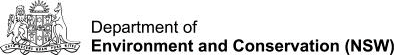 Department of
Environment and Conservation (NSW)